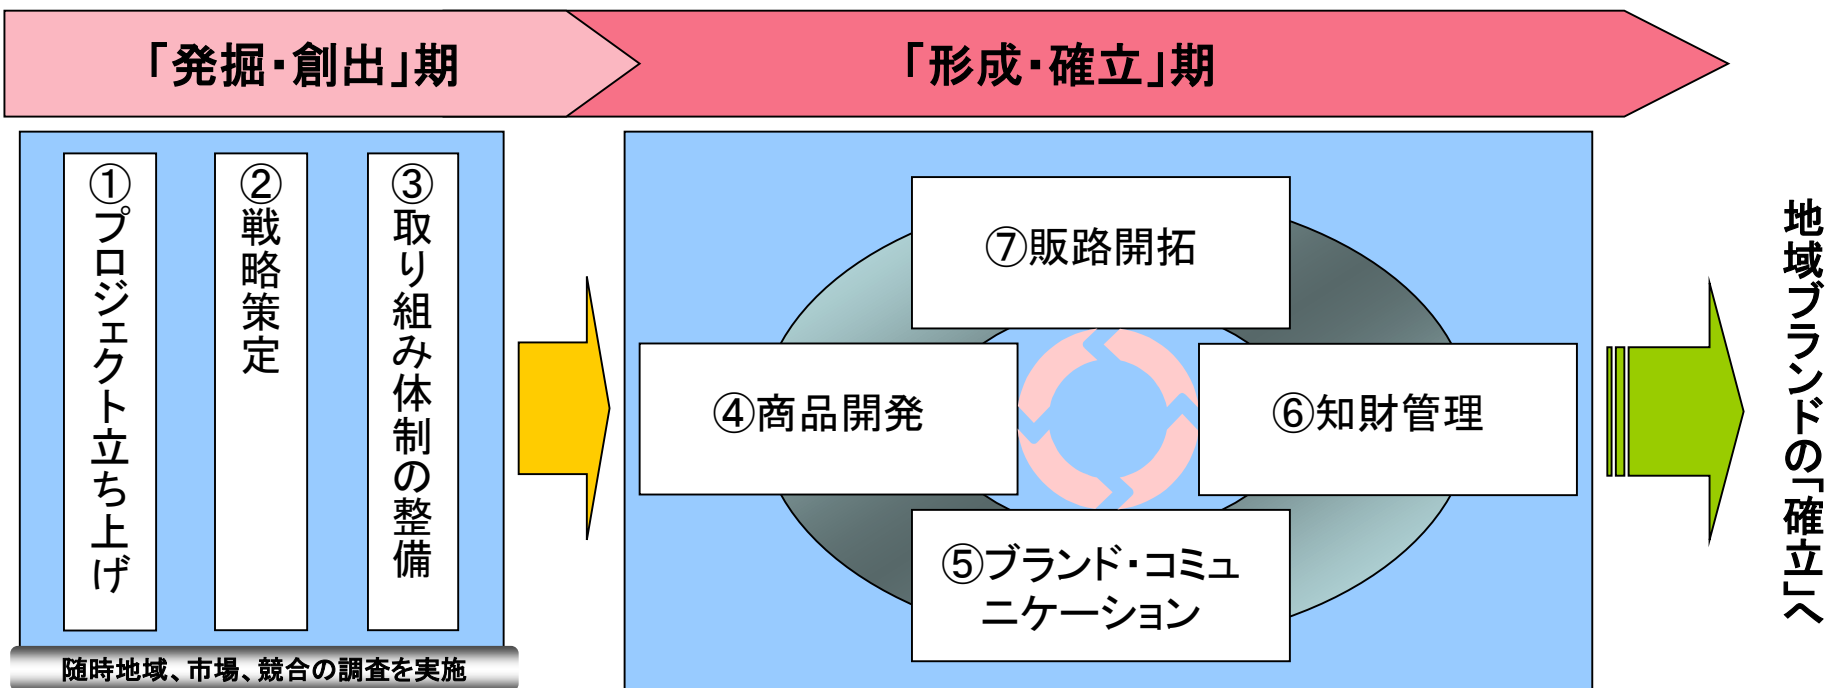 「発掘・創出」期
「形成・確立」期
①プロジェクト立ち上げ
②戦略策定
③取り組み体制の整備
随時地域、市場、競合の調査を実施
⑦販路開拓
④商品開発
⑥知財管理
⑤ブランド・コミュ
ニケーション
地域ブランドの「確立」へ